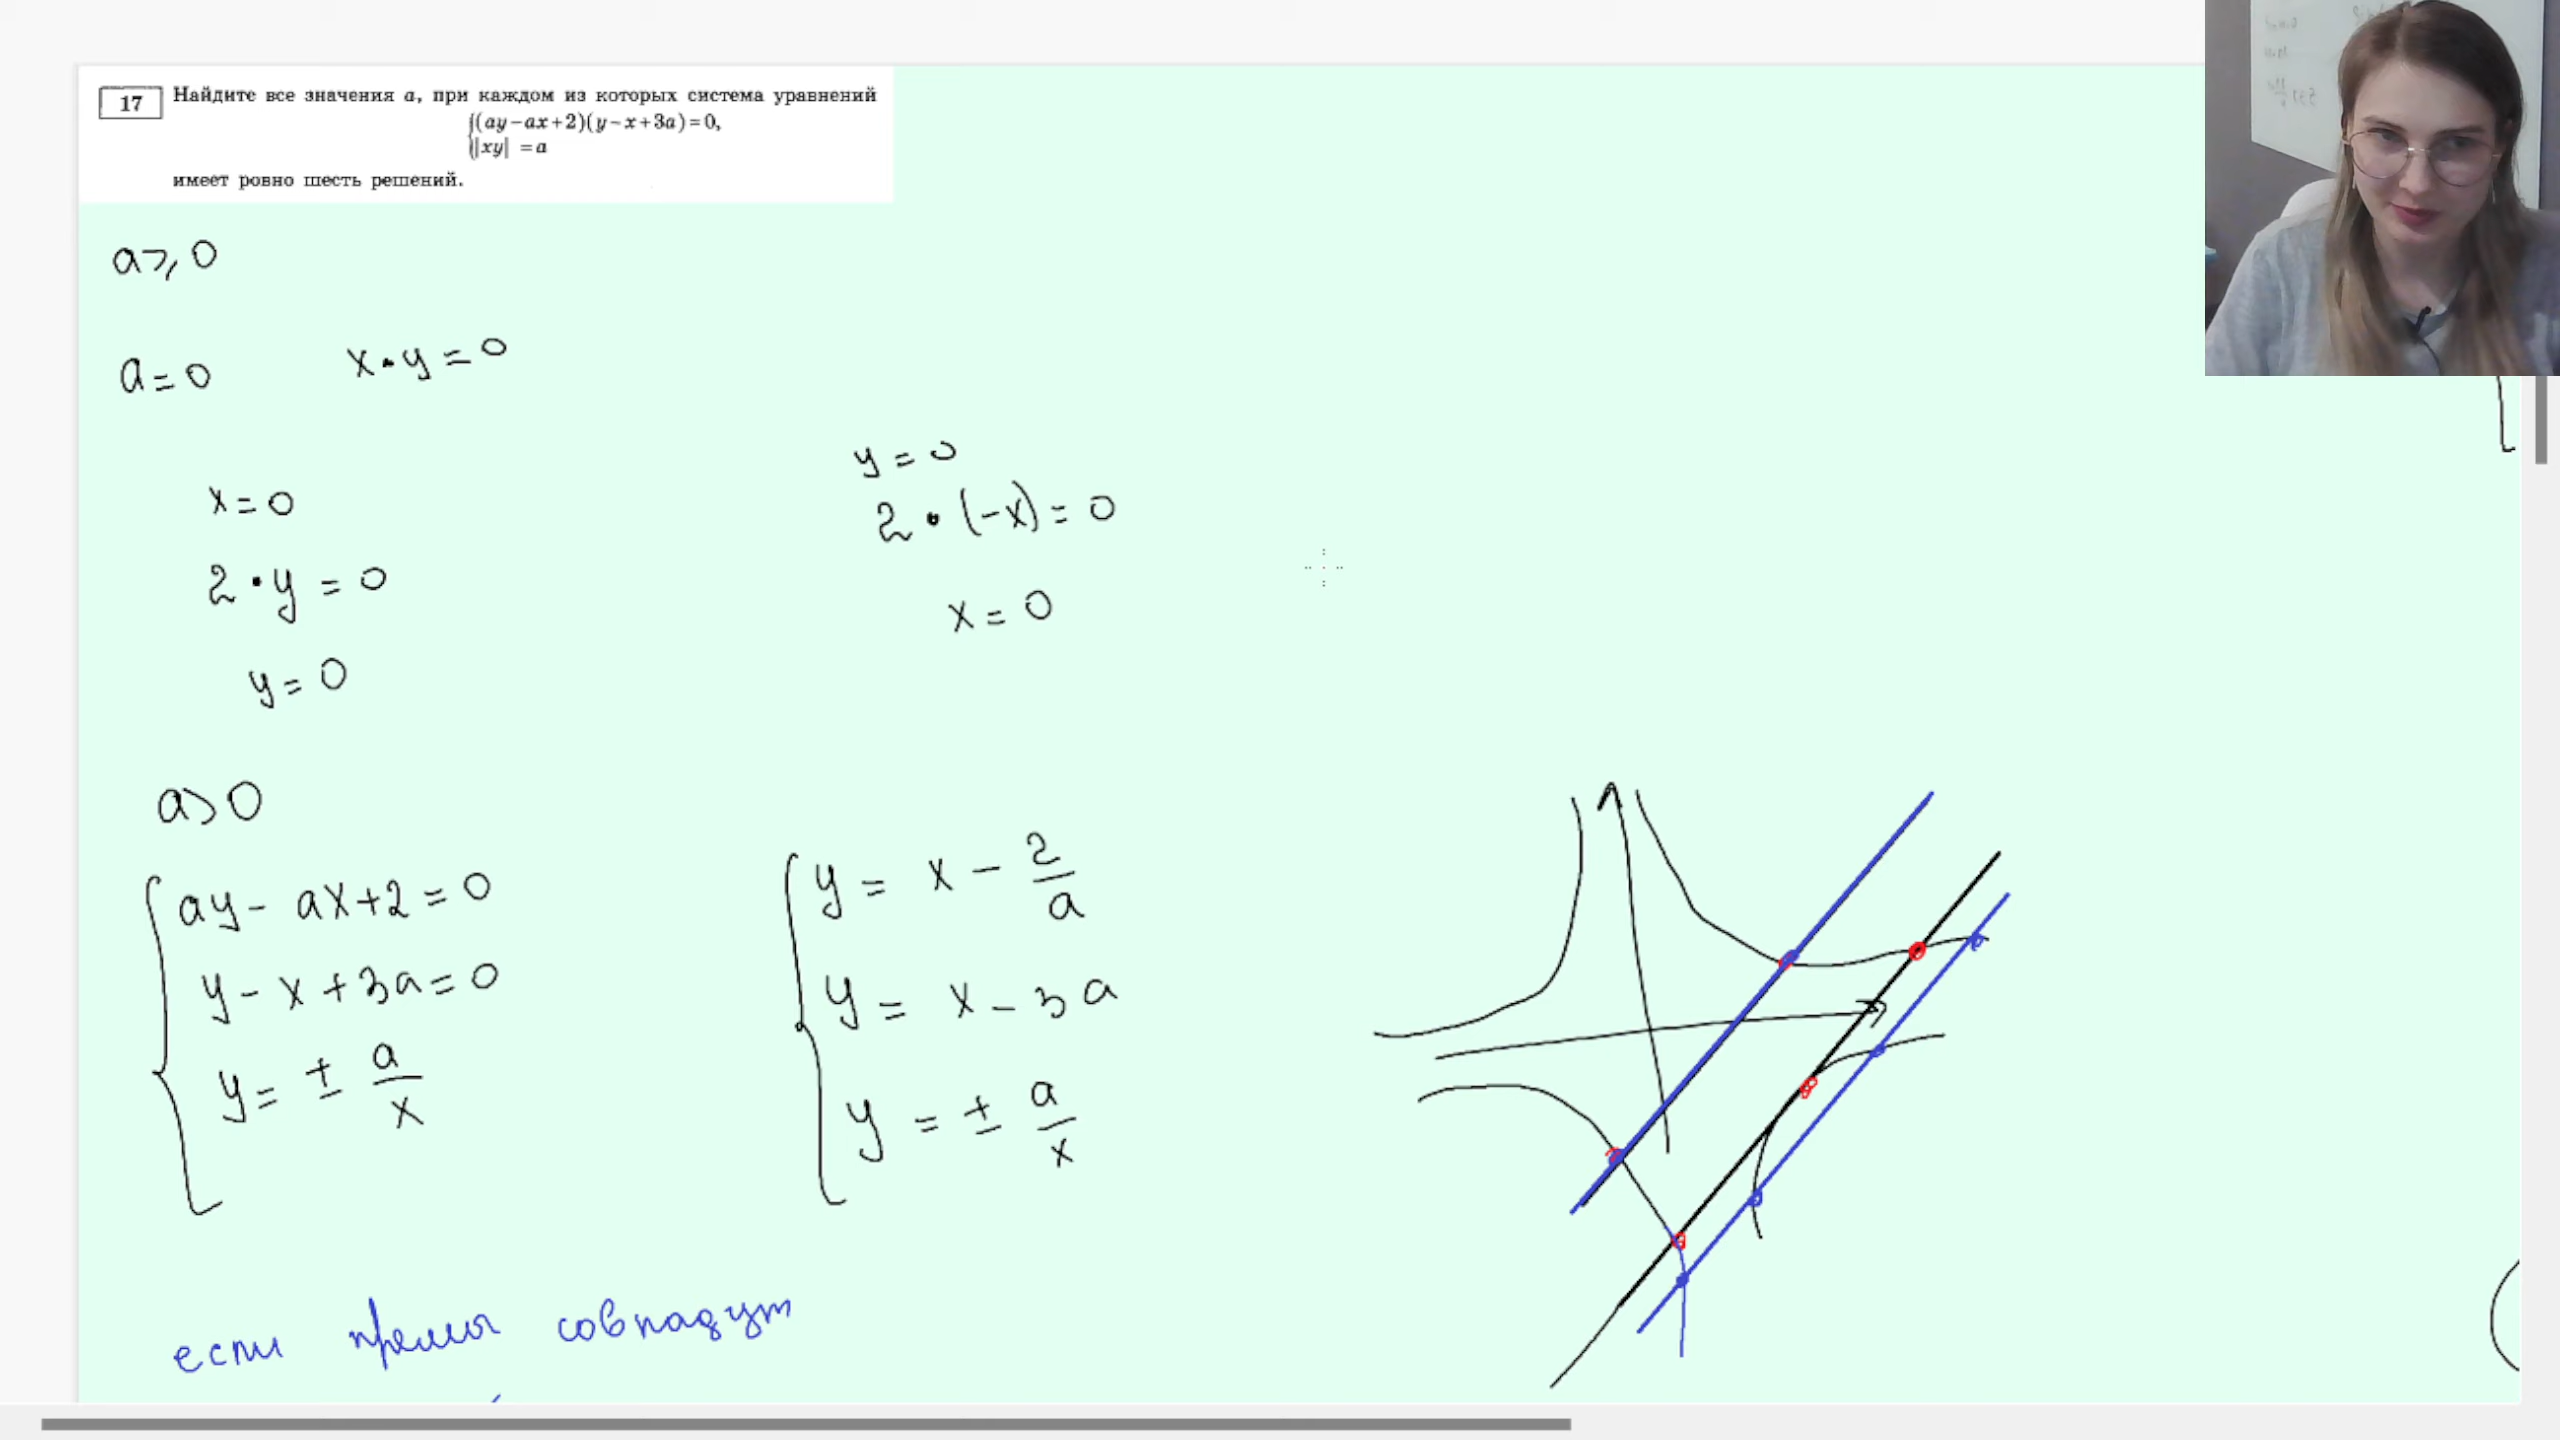 17 Найдите все значения a, при каждом из которых система уравнений
(ay−ax+2)(y−x+3a)=0,
|xy| =a
имеет ровно шесть решений.
a⩾0
a=0 x·y=0
x=0
2·y=0
y=0
y=0
2·(-x)=0
x=0
a>0
ay- ax+2=0
y-x+3a=0
y=± a/x
y= x- 2/a
y= x-3a
y=± a/x
если прямы совпадут